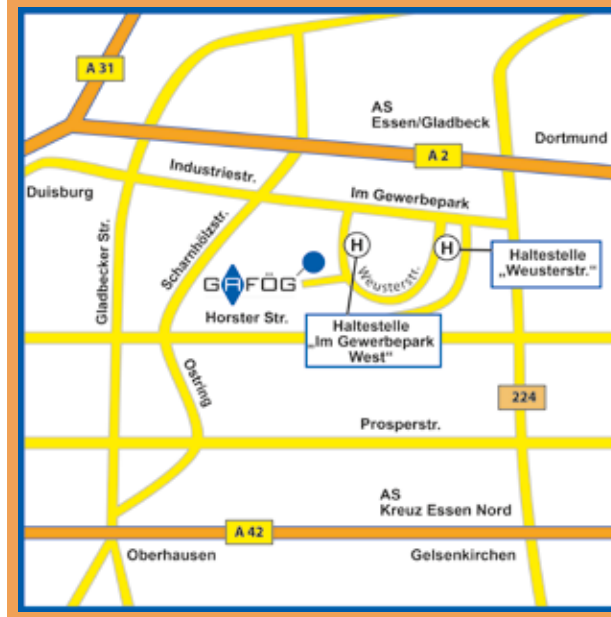 A 31
AS
Essen/Gladbeck
Dortmund
A 2
Industriestr.
Duisburg
Im Gewerbepark
Gladbecker Str.
Scharnhölzstr.
H
H
Haltestelle
„Weusterstr.“
Weusterstr.
GAFÖG
Horster Str.
Haltestelle
„Im Gewerbepark
West“
Ostring
224
Prosperstr.
AS
Kreuz Essen Nord
A 42
Oberhausen
Gelsenkirchen